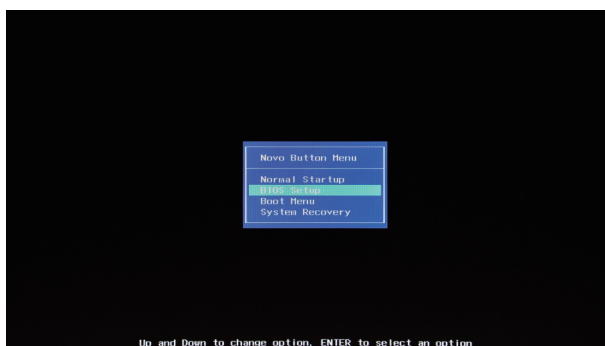 Novo Button Menu
Normal Startup
BIOS Setup
Boot Menu
System Recovery
Up and Down to change option, ENTER to select an option